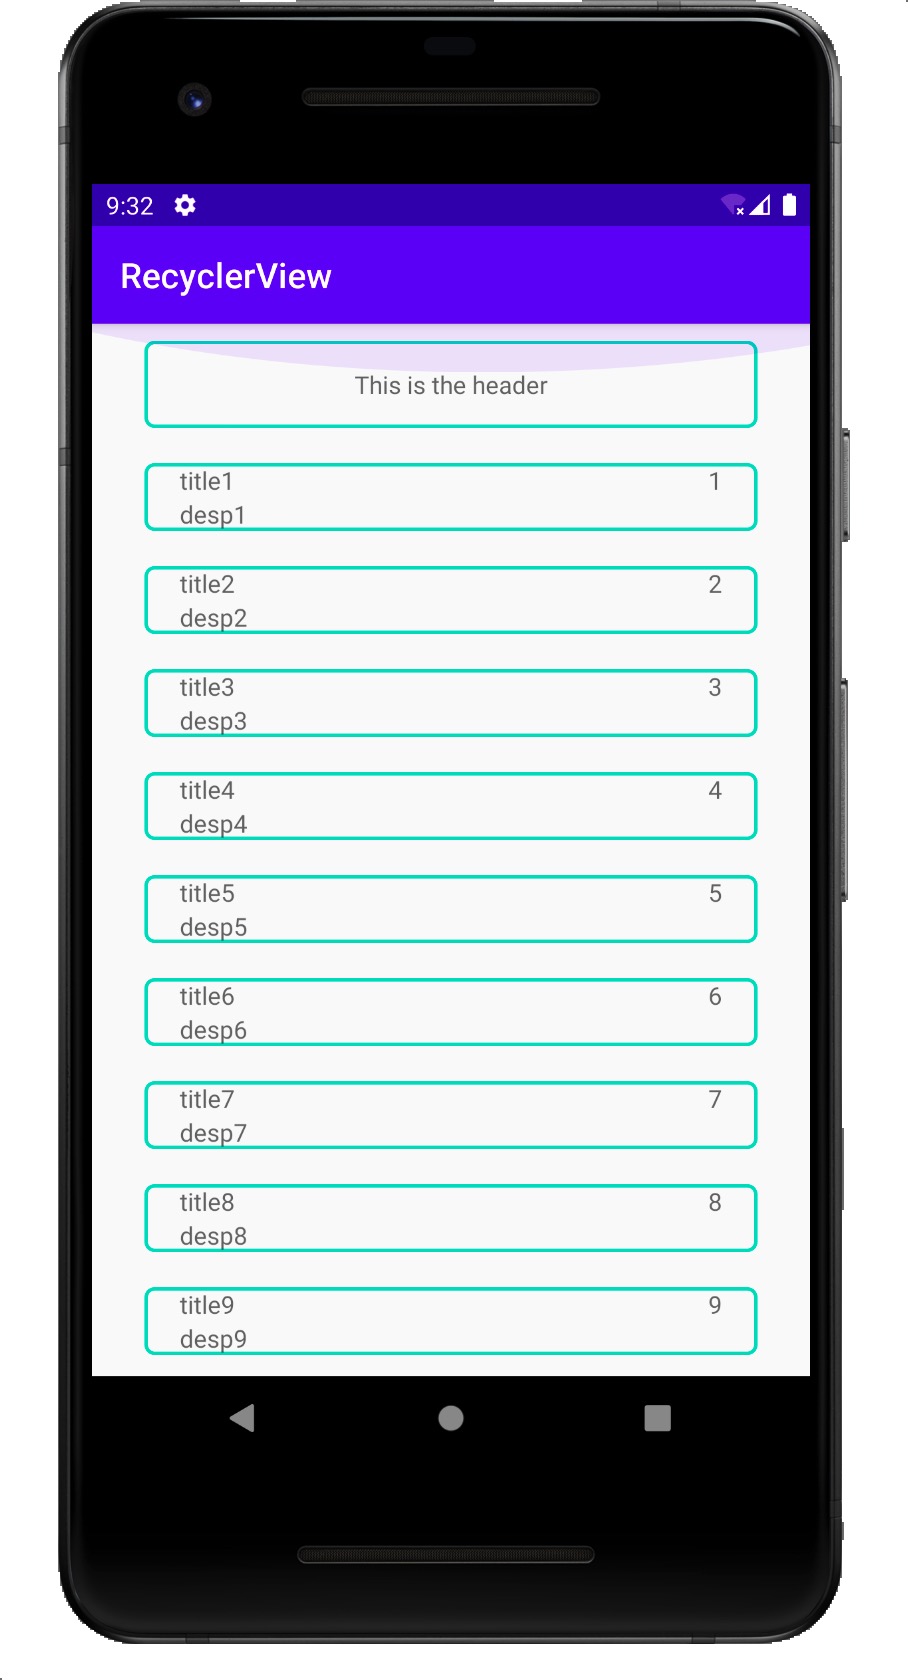 9:32
RecyclerView
This is the header
title1 1
desp1
title2 2
desp2
title3 3
desp3
title4 4
desp4
title5 5
desp5
title6 6
desp6
title7 7
desp7
title8 8
desp8
title9 9
desp9